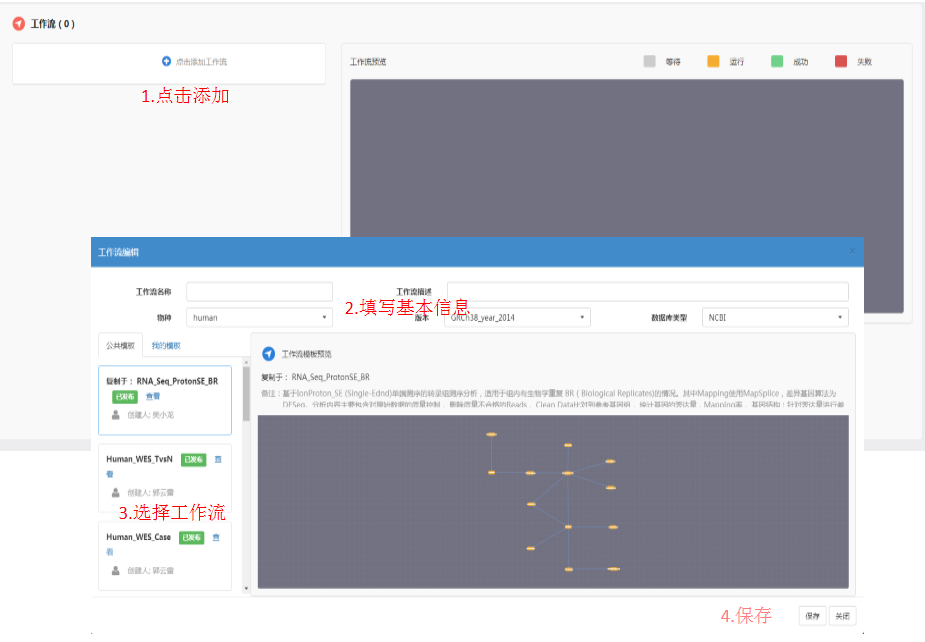 工作流 ( 0 )
点击添加工作流
1.点击添加
工作流预览
等待
运行
成功
失败
工作流编辑
×
工作流名称
工作流描述
2.填写基本信息
物种
human
版本
GRCh38_year_2014
数据库类型
NCBI
公共模板
我的模板
复制于： RNA_Seq_ProtonSE_BR
已发布 查看
创建人: 吴小龙
Human_WES_TvsN 已发布 查
看
创建人: 郭云雷
3.选择工作流
Human_WES_Case 已发布 查
看
创建人: 郭云雷
工作流模板预览
复制于： RNA_Seq_ProtonSE_BR
备注：基于IonProton_SE (Single-Ednd)单端测序的转录组测序分析，适用于组内有生物学重复 BR ( Biological Replicates)的情况。其中Mapping使用MapSplice，差异基因算法为
DESeq。分析内容主要包含对原始数据的质量控制，删除质量不合格的Reads，Clean Data比对到参考基因组，统计基因的表达量，Mapping率，基因结构；针对表达量进行差
4.保存
保存
关闭